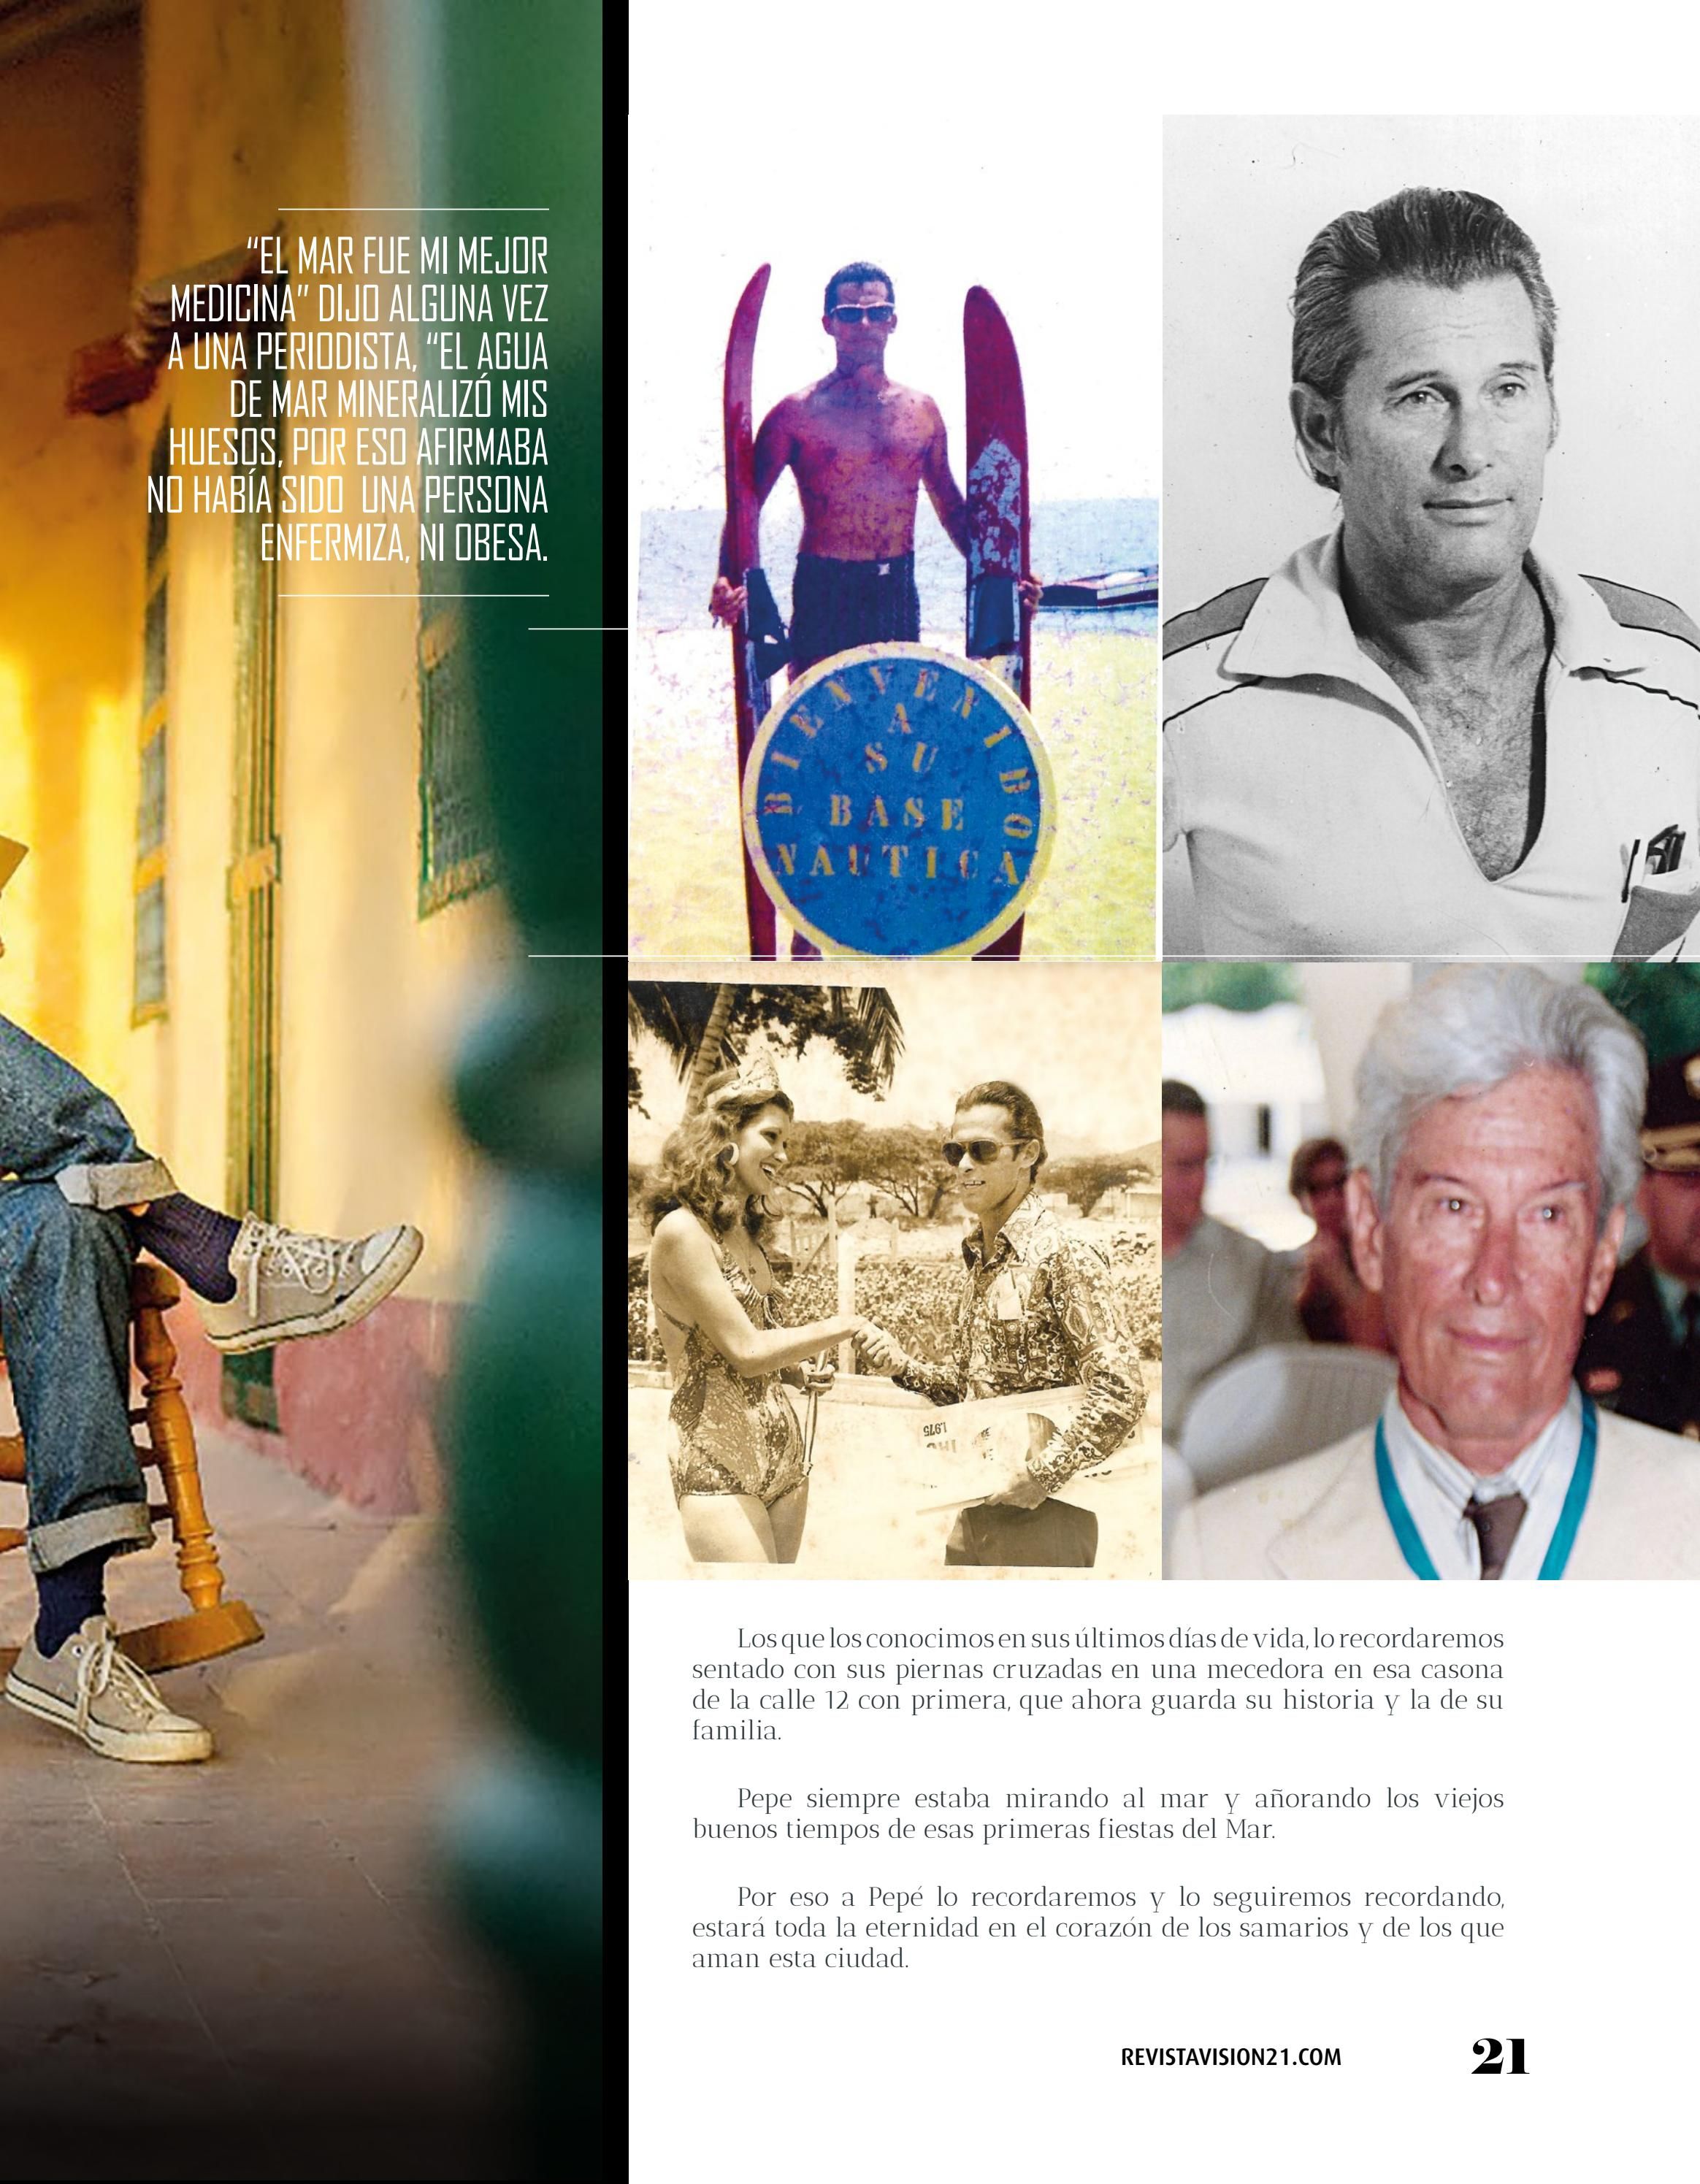 “EL MAR FUE MI MEJOR
MEDICINA” DIJO ALGUNA VEZ
A UNA PERIODISTA, “EL AGUA
DE MAR MINERALIZÓ MIS
HUESOS, POR ESO AFIRMABA
NO HABÍA SIDO UNA PERSONA
ENFERMIZA, NI OBESA.
BIENVENIDO
A
SU
BASE
NAUTICA
1.975
Los que los conocimos en sus últimos días de vida, lo recordaremos
sentado con sus piernas cruzadas en una mecedora en esa casona
de la calle 12 con primera, que ahora guarda su historia y la de su
familia.
Pepe siempre estaba mirando al mar y añorando los viejos
buenos tiempos de esas primeras fiestas del Mar.
Por eso a Pepé lo recordaremos y lo seguiremos recordando,
estará toda la eternidad en el corazón de los samarios y de los que
aman esta ciudad.
REVISTAVISION21.COM
21